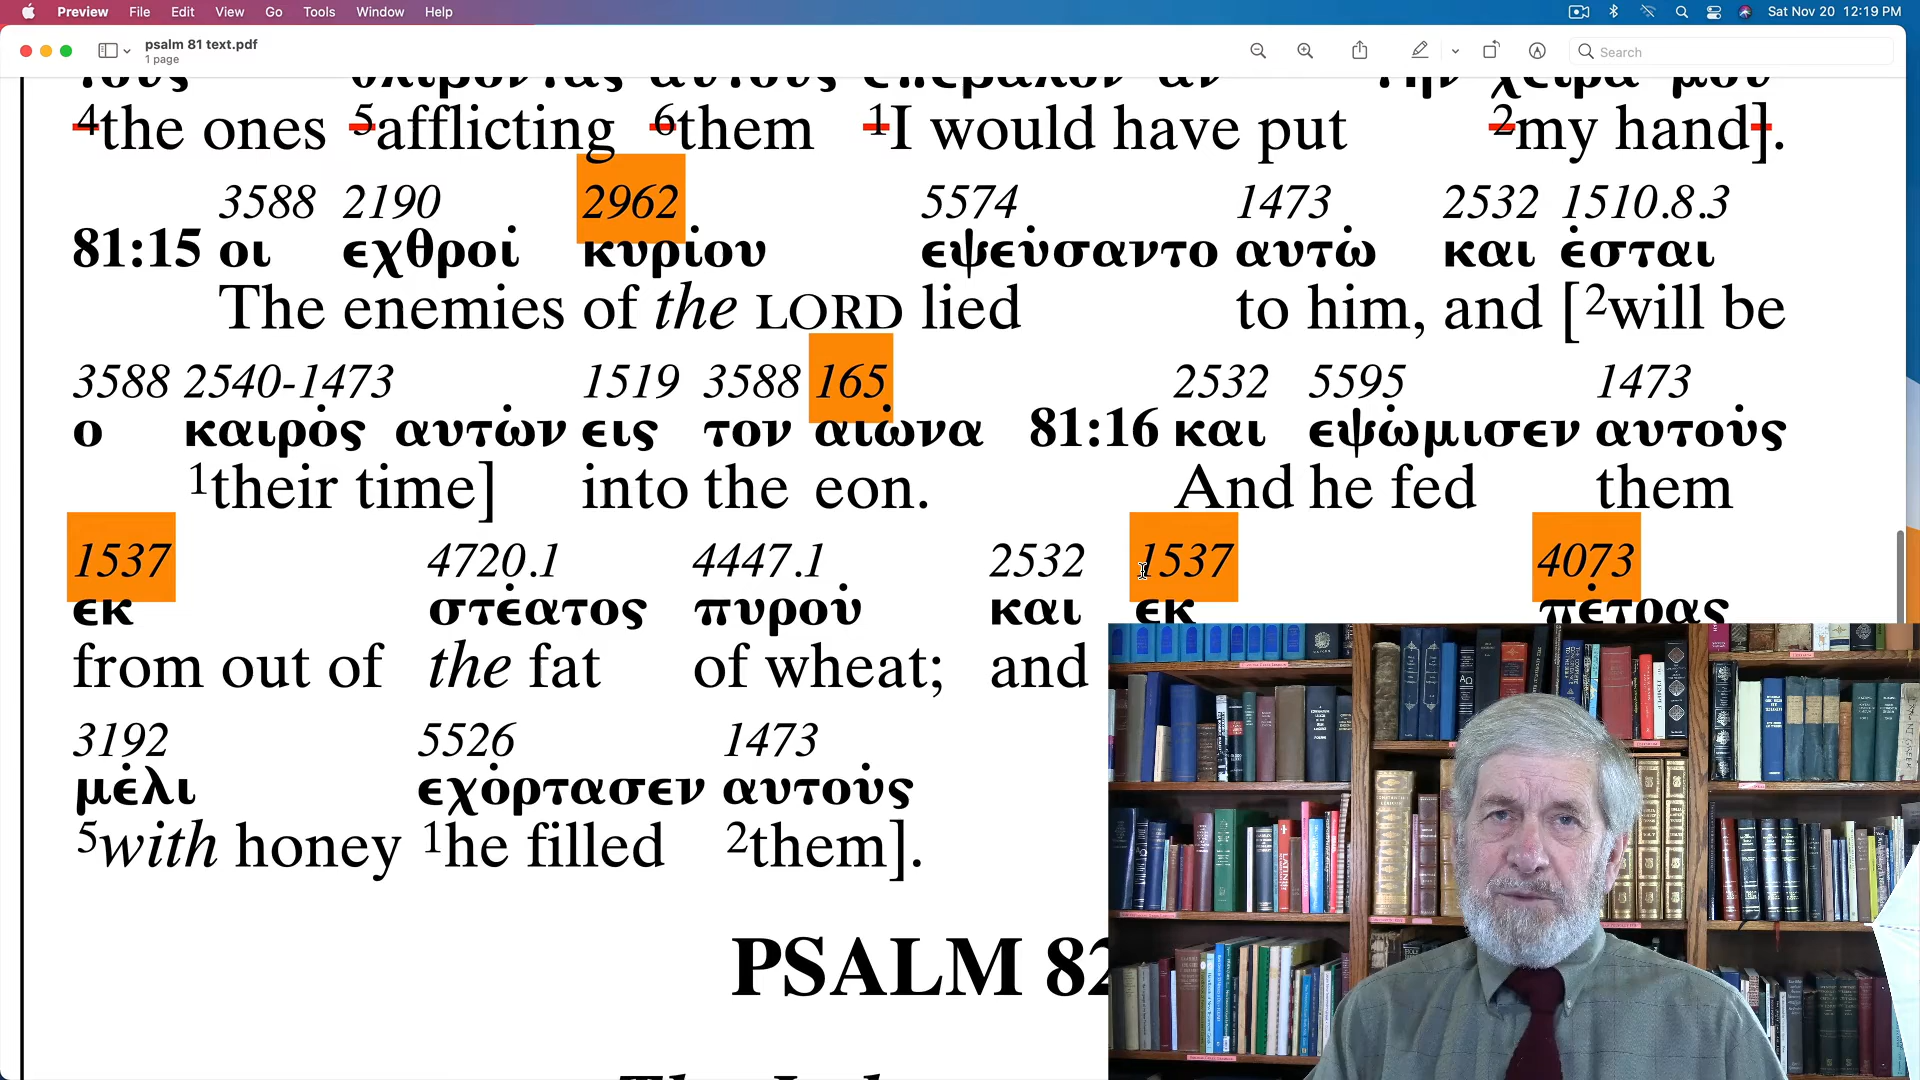 Preview File Edit View Go Tools Window Help Sat Nov 20 12:19 PM
psalm 81 text.pdf
1 page
Search
⁴the ones ⁵afflicting ⁶them ¹I would have put ²my hand].
3588 2190 2962 5574 1473 2532 1510.8.3
81:15 οι εχθροί κυρίου εψεύσαντο αυτώ και έσται
The enemies of the LORD lied to him, and [²will be
3588 2540-1473 1519 3588 165 2532 5595 1473
ο καιρός αυτών εις τον αιώνα 81:16 και εψώμισεν αυτούς
¹their time] into the eon. And he fed them
1537 4720.1 4447.1 2532 1537 4073
εκ στέατος πυρού και εκ πέτρας
from out of the fat of wheat; and
3192 5526 1473
μέλι εχόρτασεν αυτούς
⁵with honey ¹he filled ²them].
PSALM 82